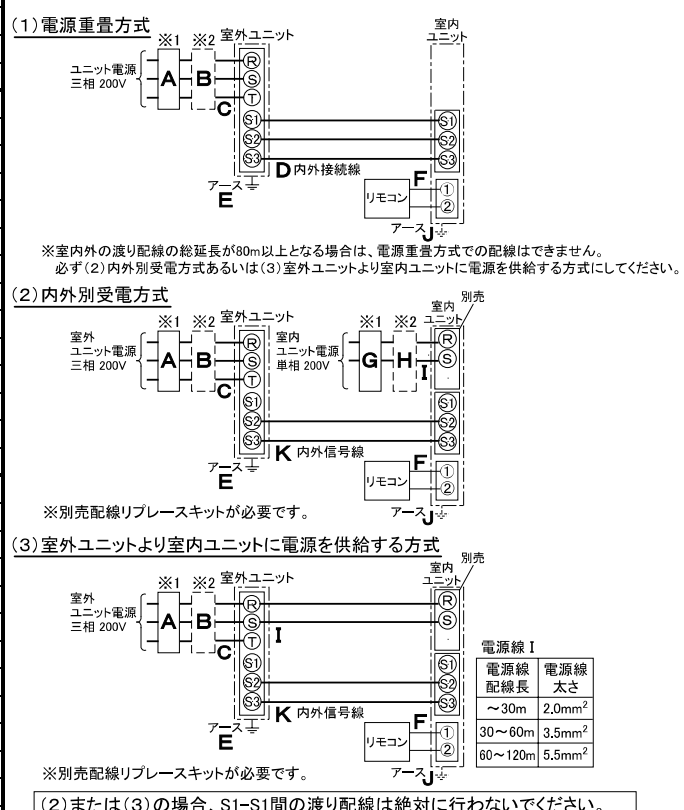 (1)電源重畳方式
※1 ※2 室外ユニット
室内
ユニット
ユニット電源
三相 200V
A B
C
R
S
T
S1
S2
S3
S1
S2
S3
D 内外接続線
アース
E
リモコン
F
①
②
アース J
※室内外の渡り配線の総延長が80m以上となる場合は、電源重畳方式での配線はできません。
必ず(2)内外別受電方式あるいは(3)室外ユニットより室内ユニットに電源を供給する方式にしてください。
(2)内外別受電方式
※1 ※2 室外ユニット
室外
ユニット電源
三相 200V
A B
C
R
S
T
S1
S2
S3
※1 ※2
室内
ユニット電源
単相 200V
G H
I
室内
ユニット
別売
R
S
S1
S2
S3
K 内外信号線
アース
E
リモコン
F
①
②
アース J
※別売配線リプレースキットが必要です。
(3)室外ユニットより室内ユニットに電源を供給する方式
※1 ※2 室外ユニット
室外
ユニット電源
三相 200V
A B
C
R
S
T
S1
S2
S3
I
室内
ユニット
別売
R
S
S1
S2
S3
K 内外信号線
アース
E
リモコン
F
①
②
アース J
※別売配線リプレースキットが必要です。
電源線 I
電源線 電源線
配線長 太さ
～30m 2.0mm²
30～60m 3.5mm²
60～120m 5.5mm²
(2)または(3)の場合、S1-S1間の渡り配線は絶対に行わないでください。